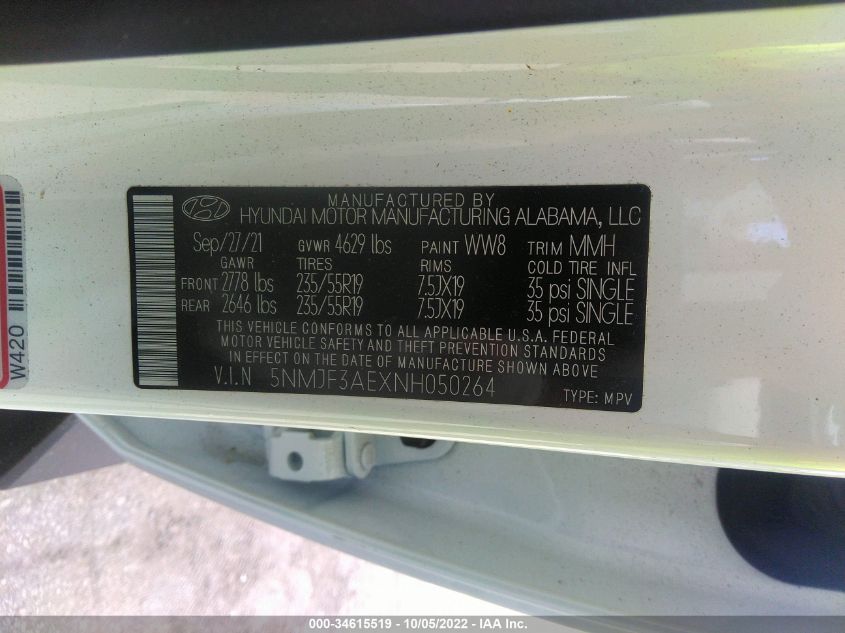 MANUFACTURED BY
HYUNDAI MOTOR MANUFACTURING ALABAMA, LLC
Sep/27/21 GVWR 4629 lbs PAINT WW8 TRIM MMH
GAWR TIRES RIMS COLD TIRE INFL
FRONT 2778 lbs 235/55R19 7.5JX19 35 psi SINGLE
REAR 2646 lbs 235/55R19 7.5JX19 35 psi SINGLE
THIS VEHICLE CONFORMS TO ALL APPLICABLE U.S.A. FEDERAL
MOTOR VEHICLE SAFETY AND THEFT PREVENTION STANDARDS
IN EFFECT ON THE DATE OF MANUFACTURE SHOWN ABOVE
V.I.N 5NMJF3AEXNH050264
TYPE: MPV
W420
000-34615519 - 10/05/2022 - IAA Inc.